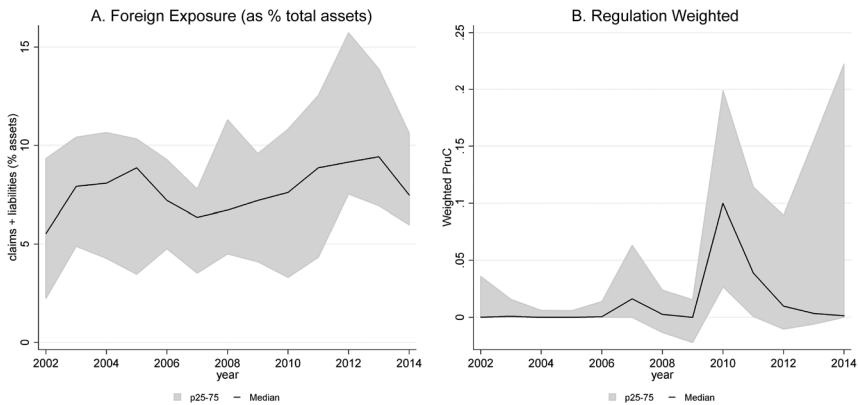 A. Foreign Exposure (as % total assets)
claims + liabilities (% assets)
15
10
5
0
2002 2004 2006 2008 2010 2012 2014
year
p25-75 Median
B. Regulation Weighted
Weighted PruC
.25
.2
.15
.1
.05
0
2002 2004 2006 2008 2010 2012 2014
year
p25-75 Median